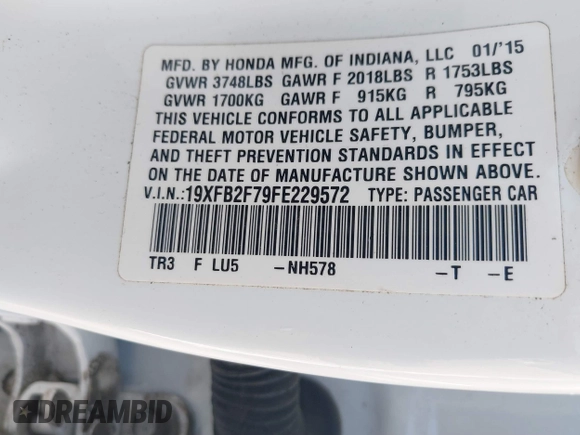 MFD. BY HONDA MFG. OF INDIANA, LLC 01/'15
GVWR 3748LBS GAWR F 2018LBS R 1753LBS
GVWR 1700KG GAWR F 915KG R 795KG
THIS VEHICLE CONFORMS TO ALL APPLICABLE
FEDERAL MOTOR VEHICLE SAFETY, BUMPER,
AND THEFT PREVENTION STANDARDS IN EFFECT
ON THE DATE OF MANUFACTURE SHOWN ABOVE.
V.I.N.:19XFB2F79FE229572 TYPE: PASSENGER CAR
TR3 F LU5 -NH578 -T -E
DREAMBID